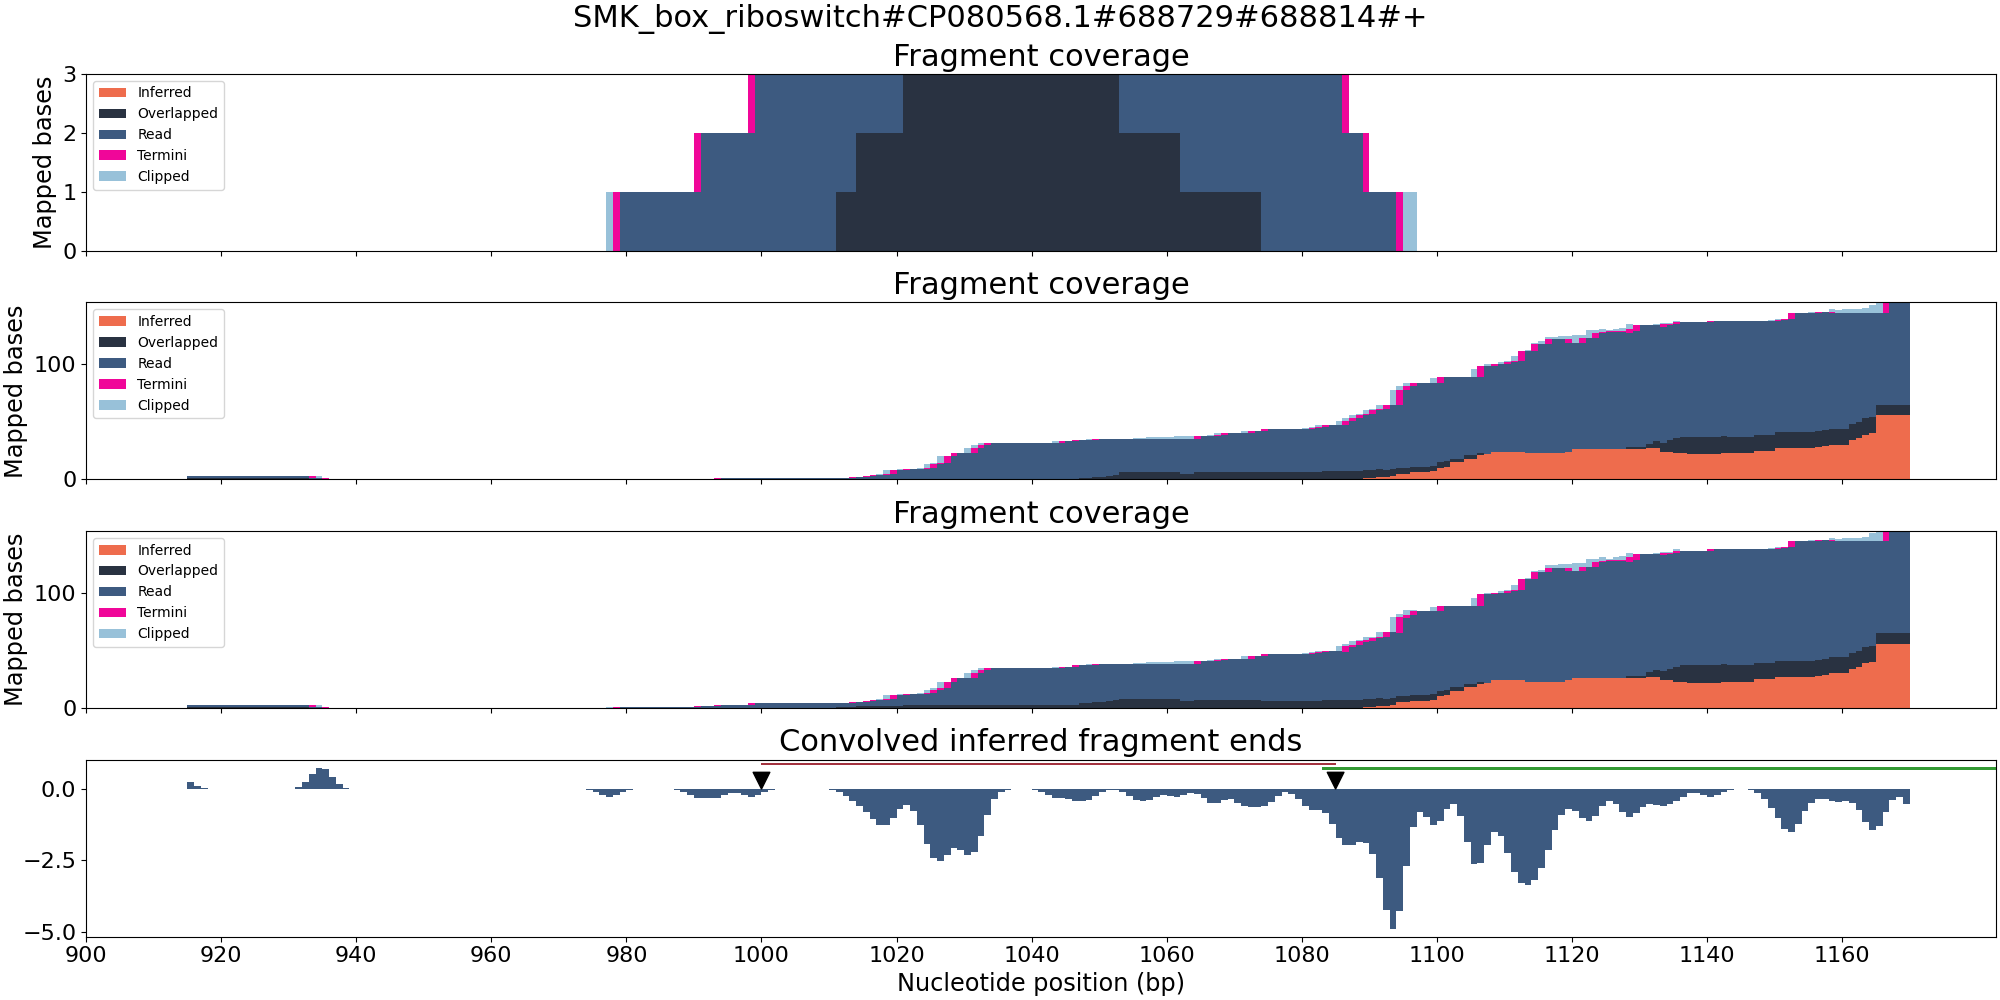 SMK_box_riboswitch#CP080568.1#688729#688814#+
Fragment coverage
Mapped bases
3
2
1
0
Inferred
Overlapped
Read
Termini
Clipped
Fragment coverage
Mapped bases
100
0
Inferred
Overlapped
Read
Termini
Clipped
Fragment coverage
Mapped bases
100
0
Inferred
Overlapped
Read
Termini
Clipped
Convolved inferred fragment ends
0.0
−2.5
−5.0
900 920 940 960 980 1000 1020 1040 1060 1080 1100 1120 1140 1160
Nucleotide position (bp)